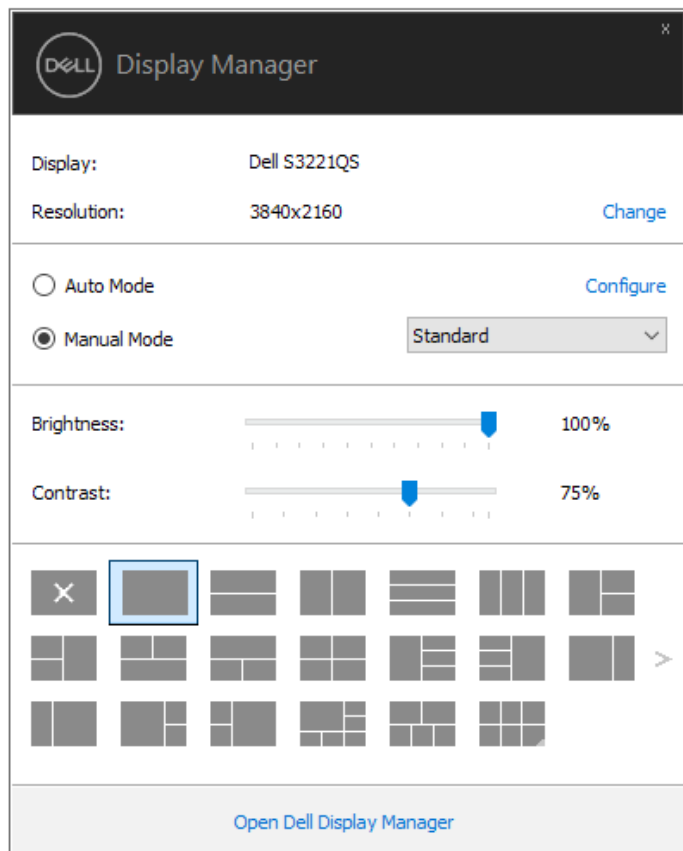 x
DELL Display Manager
Display: Dell S3221QS
Resolution: 3840x2160 Change
Auto Mode Configure
Manual Mode Standard
Brightness: 100%
Contrast: 75%
Open Dell Display Manager